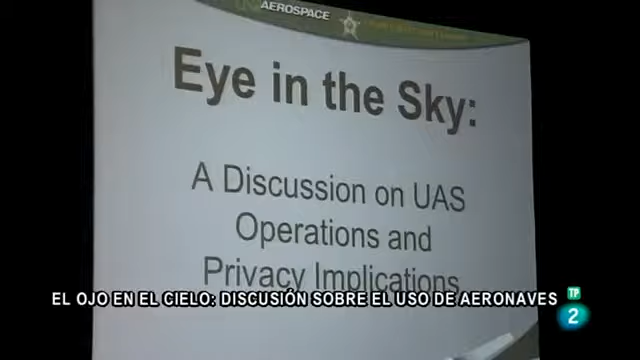 AEROSPACE
Eye in the Sky:
A Discussion on UAS
Operations and
Privacy Implications
EL OJO EN EL CIELO: DISCUSIÓN SOBRE EL USO DE AERONAVES
TP
2